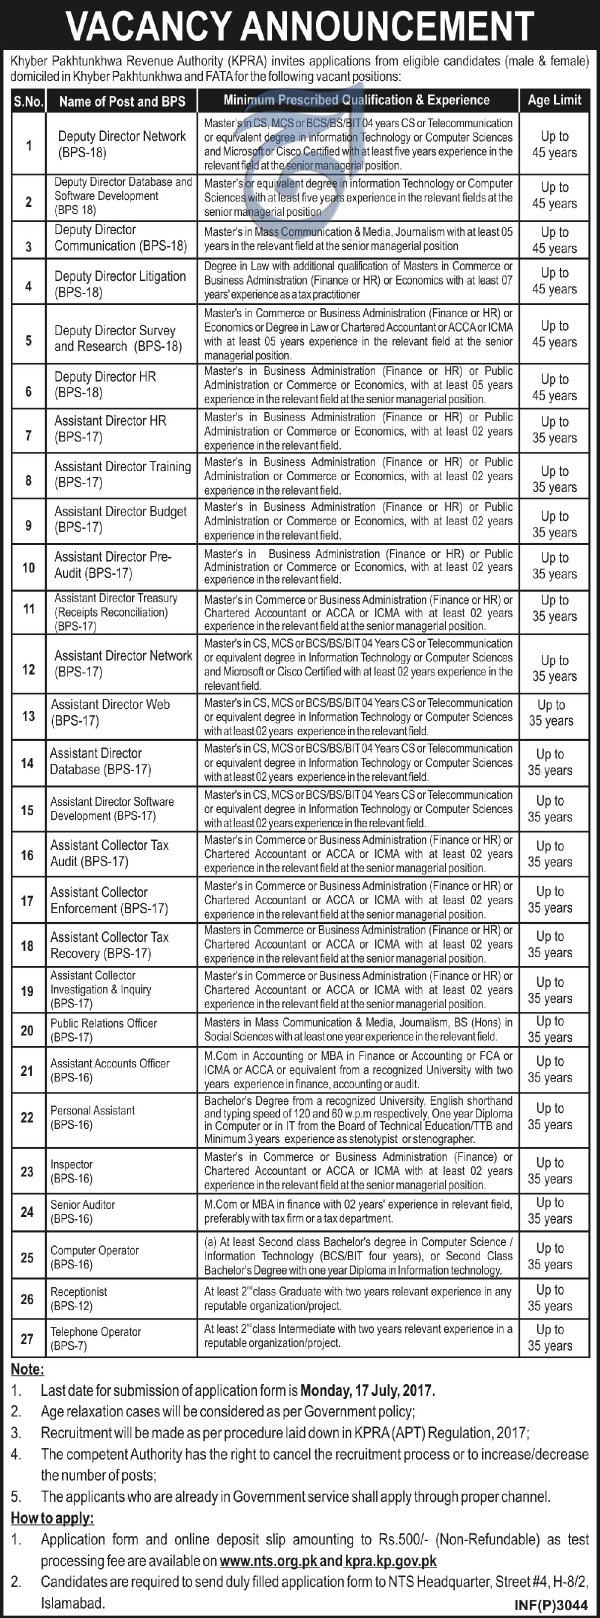 VACANCY ANNOUNCEMENT
Khyber Pakhtunkhwa Revenue Authority (KPRA) invites applications from eligible candidates (male & female)
domiciled in Khyber Pakhtunkhwa and FATA for the following vacant positions:
S.No. Name of Post and BPS Minimum Prescribed Qualification & Experience Age Limit
1 Deputy Director Network (BPS-18)
Master's in CS, MCS or BCS/BS/BIT 04 years CS or Telecommunication
or equivalent degree in information Technology or Computer Sciences
and Microsoft or Cisco Certified with at least five years experience in the
relevant field at the senior managerial position.
Up to 45 years
2 Deputy Director Database and Software Development (BPS 18)
Master's or equivalent degree in information Technology or Computer
Sciences with at least five years experience in the relevant fields at the
senior managerial position
Up to 45 years
3 Deputy Director Communication (BPS-18)
Master's in Mass Communication & Media, Journalism with at least 05
years in the relevant field at the senior managerial position
Up to 45 years
4 Deputy Director Litigation (BPS-18)
Degree in Law with additional qualification of Masters in Commerce or
Business Administration (Finance or HR) or Economics with at least 07
years' experience as a tax practitioner
Up to 45 years
5 Deputy Director Survey and Research (BPS-18)
Master's in Commerce or Business Administration (Finance or HR) or
Economics or Degree in Law or Chartered Accountant or ACCA or ICMA
with at least 05 years experience in the relevant field at the senior
managerial position.
Up to 45 years
6 Deputy Director HR (BPS-18)
Master's in Business Administration (Finance or HR) or Public
Administration or Commerce or Economics, with at least 05 years
experience in the relevant field at the senior managerial position.
Up to 45 years
7 Assistant Director HR (BPS-17)
Master's in Business Administration (Finance or HR) or Public
Administration or Commerce or Economics, with at least 02 years
experience in the relevant field.
Up to 35 years
8 Assistant Director Training (BPS-17)
Master's in Business Administration (Finance or HR) or Public
Administration or Commerce or Economics, with at least 02 years
experience in the relevant field.
Up to 35 years
9 Assistant Director Budget (BPS-17)
Master's in Business Administration (Finance or HR) or Public
Administration or Commerce or Economics, with at least 02 years
experience in the relevant field.
Up to 35 years
10 Assistant Director Pre-Audit (BPS-17)
Master's in Business Administration (Finance or HR) or Public
Administration or Commerce or Economics, with at least 02 years
experience in the relevant field.
Up to 35 years
11 Assistant Director Treasury (Receipts Reconciliation) (BPS-17)
Master's in Commerce or Business Administration (Finance or HR) or
Chartered Accountant or ACCA or ICMA with at least 02 years
experience in the relevant field at the senior managerial position.
Up to 35 years
12 Assistant Director Network (BPS-17)
Master's in CS, MCS or BCS/BS/BIT 04 Years CS or Telecommunication
or equivalent degree in Information Technology or Computer Sciences
and Microsoft or Cisco Certified with at least 02 years experience in the
relevant field.
Up to 35 years
13 Assistant Director Web (BPS-17)
Master's in CS, MCS or BCS/BS/BIT 04 Years CS or Telecommunication
or equivalent degree in Information Technology or Computer Sciences
with at least 02 years experience in the relevant field.
Up to 35 years
14 Assistant Director Database (BPS-17)
Master's in CS, MCS or BCS/BS/BIT 04 Years CS or Telecommunication
or equivalent degree in Information Technology or Computer Sciences
with at least 02 years experience in the relevant field.
Up to 35 years
15 Assistant Director Software Development (BPS-17)
Master's in CS, MCS or BCS/BS/BIT 04 Years CS or Telecommunication
or equivalent degree in Information Technology or Computer Sciences
with at least 02 years experience in the relevant field.
Up to 35 years
16 Assistant Collector Tax Audit (BPS-17)
Master's in Commerce or Business Administration (Finance or HR) or
Chartered Accountant or ACCA or ICMA with at least 02 years
experience in the relevant field at the senior managerial position.
Up to 35 years
17 Assistant Collector Enforcement (BPS-17)
Master's in Commerce or Business Administration (Finance or HR) or
Chartered Accountant or ACCA or ICMA with at least 02 years
experience in the relevant field at the senior managerial position.
Up to 35 years
18 Assistant Collector Tax Recovery (BPS-17)
Masters in Commerce or Business Administration (Finance or HR) or
Chartered Accountant or ACCA or ICMA with at least 02 years
experience in the relevant field at the senior managerial position.
Up to 35 years
19 Assistant Collector Investigation & Inquiry (BPS-17)
Master's in Commerce or Business Administration (Finance or HR) or
Chartered Accountant or ACCA or ICMA with at least 02 years
experience in the relevant field at the senior managerial position.
Up to 35 years
20 Public Relations Officer (BPS-17)
Masters in Mass Communication & Media, Journalism, BS (Hons) in
Social Sciences with at least one year experience in the relevant field.
Up to 35 years
21 Assistant Accounts Officer (BPS-16)
M.Com in Accounting or MBA in Finance or Accounting or FCA or
ICMA or ACCA or equivalent from a recognized University with two
years experience in finance, accounting or audit.
Up to 35 years
22 Personal Assistant (BPS-16)
Bachelor's Degree from a recognized University, English shorthand
and typing speed of 120 and 60 w.p.m respectively, One year Diploma
in Computer or in IT from the Board of Technical Education/TTB and
Minimum 3 years experience as stenotypist or stenographer.
Up to 35 years
23 Inspector (BPS-16)
Master's in Commerce or Business Administration (Finance) or
Chartered Accountant or ACCA or ICMA with at least 02 years
experience in the relevant field at the senior managerial position.
Up to 35 years
24 Senior Auditor (BPS-16)
M.Com or MBA in finance with 02 years' experience in relevant field,
preferably with tax firm or a tax department.
Up to 35 years
25 Computer Operator (BPS-16)
(a) At least Second class Bachelor's degree in Computer Science /
Information Technology (BCS/BIT four years), or Second Class
Bachelor's Degree with one year Diploma in Information technology.
Up to 35 years
26 Receptionist (BPS-12)
At least 2nd class Graduate with two years relevant experience in any
reputable organization/project.
Up to 35 years
27 Telephone Operator (BPS-7)
At least 2nd class Intermediate with two years relevant experience in a
reputable organization/project.
Up to 35 years
Note:
1. Last date for submission of application form is Monday, 17 July, 2017.
2. Age relaxation cases will be considered as per Government policy;
3. Recruitment will be made as per procedure laid down in KPRA (APT) Regulation, 2017;
4. The competent Authority has the right to cancel the recruitment process or to increase/decrease
the number of posts;
5. The applicants who are already in Government service shall apply through proper channel.
How to apply:
1. Application form and online deposit slip amounting to Rs.500/- (Non-Refundable) as test
processing fee are available on www.nts.org.pk and kpra.kp.gov.pk
2. Candidates are required to send duly filled application form to NTS Headquarter, Street #4, H-8/2,
Islamabad.
INF(P)3044